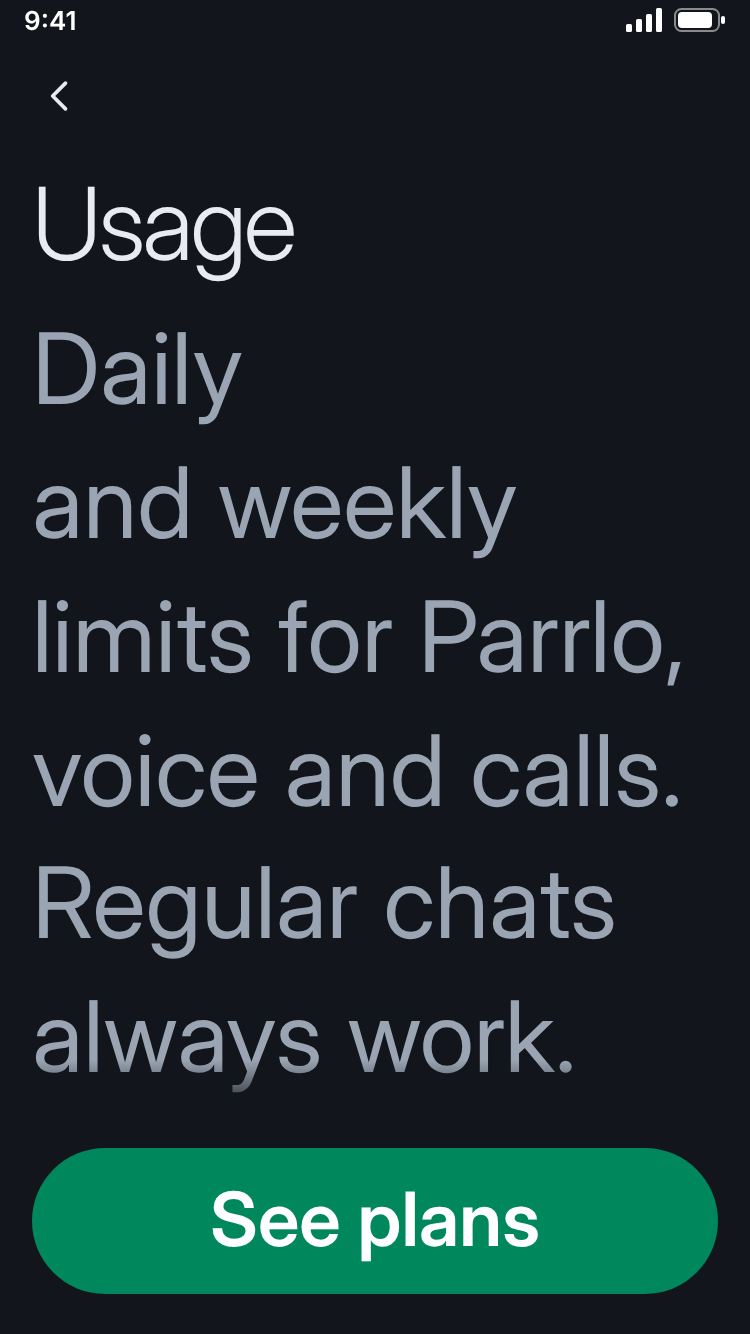 9:41
Usage
Daily
and weekly
limits for Parrlo,
voice and calls.
Regular chats
always work.
See plans